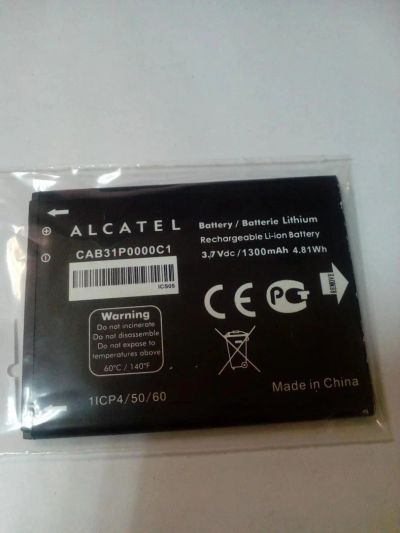 ALCATEL
CAB31P0000C1
ICS05
Battery / Batterie Lithium
Rechargeable Li-ion Battery
3,7Vdc / 1300mAh 4.81Wh
REMOVE
CE
PG
Warning
Do not incinerate
Do not disassemble
Do not expose to
temperatures above
60°C / 140°F
1ICP4/50/60
Made in China